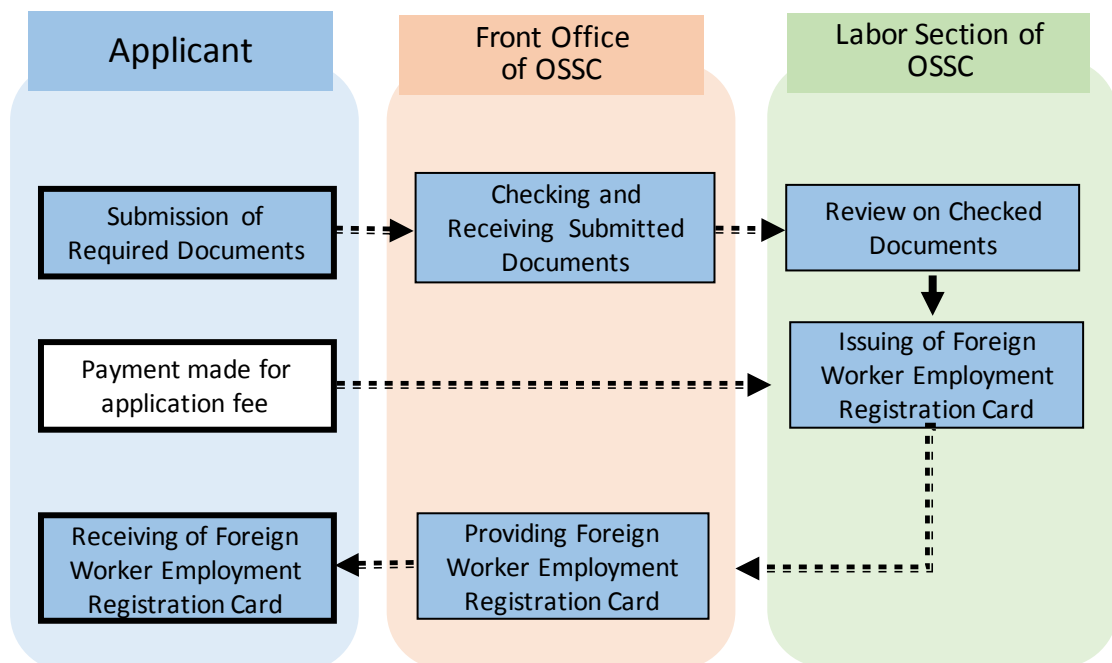 Applicant
Front Office
of OSSC
Labor Section of
OSSC
Submission of
Required Documents
Checking and
Receiving Submitted
Documents
Review on Checked
Documents
Payment made for
application fee
Issuing of Foreign
Worker Employment
Registration Card
Receiving of Foreign
Worker Employment
Registration Card
Providing Foreign
Worker Employment
Registration Card